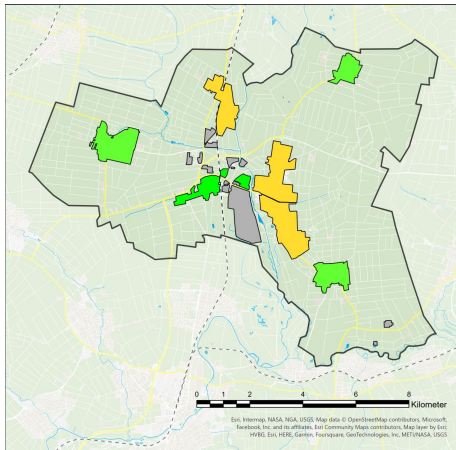 0 1 2 4 6 8
Kilometer
Esri, Intermap, NASA, NGA, USGS; Map data © OpenStreetMap contributors, Microsoft,
Facebook, Inc. and its affiliates, Esri Community Maps contributors, Map layer by Esri;
HVBG, Esri, HERE, Garmin, Foursquare, GeoTechnologies, Inc, METI/NASA, USGS